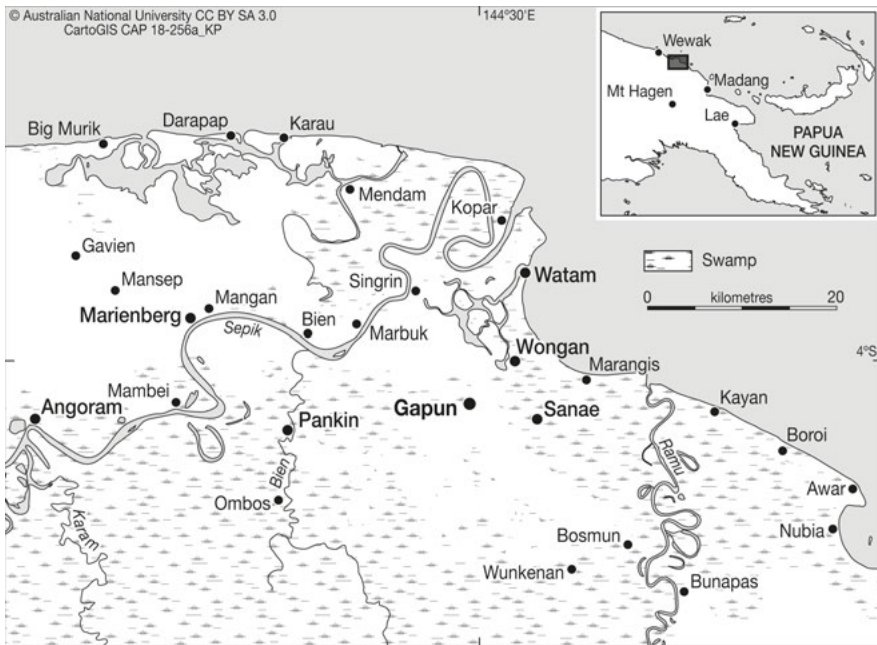 © Australian National University CC BY SA 3.0
CartoGIS CAP 18-256a_KP
144º30'E
Wewak
Madang
Mt Hagen
Lae
PAPUA
NEW GUINEA
Big Murik
Darapap
Karau
Mendam
Kopar
Gavien
Mansep
Singrin
Watam
Swamp
0 kilometres 20
Marienberg
Mangan
Sepik
Bien
Marbuk
Wongan
4ºS
Marangis
Mambei
Angoram
Pankin
Gapun
Sanae
Kayan
Ramu
Boroi
Bien
Ombos
Karam
Awar
Nubia
Bosmun
Wunkenan
Bunapas